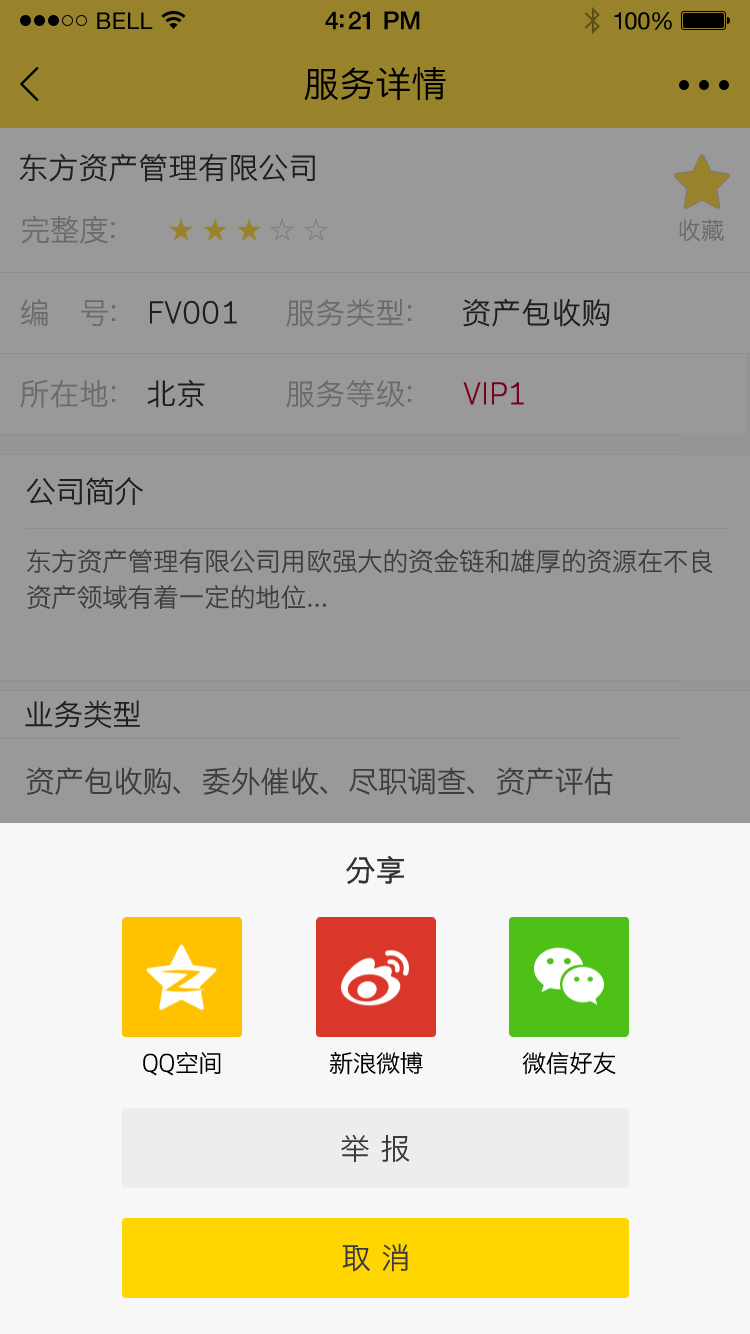 BELL 4:21 PM 100%
服务详情
东方资产管理有限公司
完整度: 收藏
编 号: FV001 服务类型: 资产包收购
所在地: 北京 服务等级: VIP1
公司简介
东方资产管理有限公司用欧强大的资金链和雄厚的资源在不良
资产领域有着一定的地位...
业务类型
资产包收购、委外催收、尽职调查、资产评估
分享
QQ空间 新浪微博 微信好友
举 报
取 消